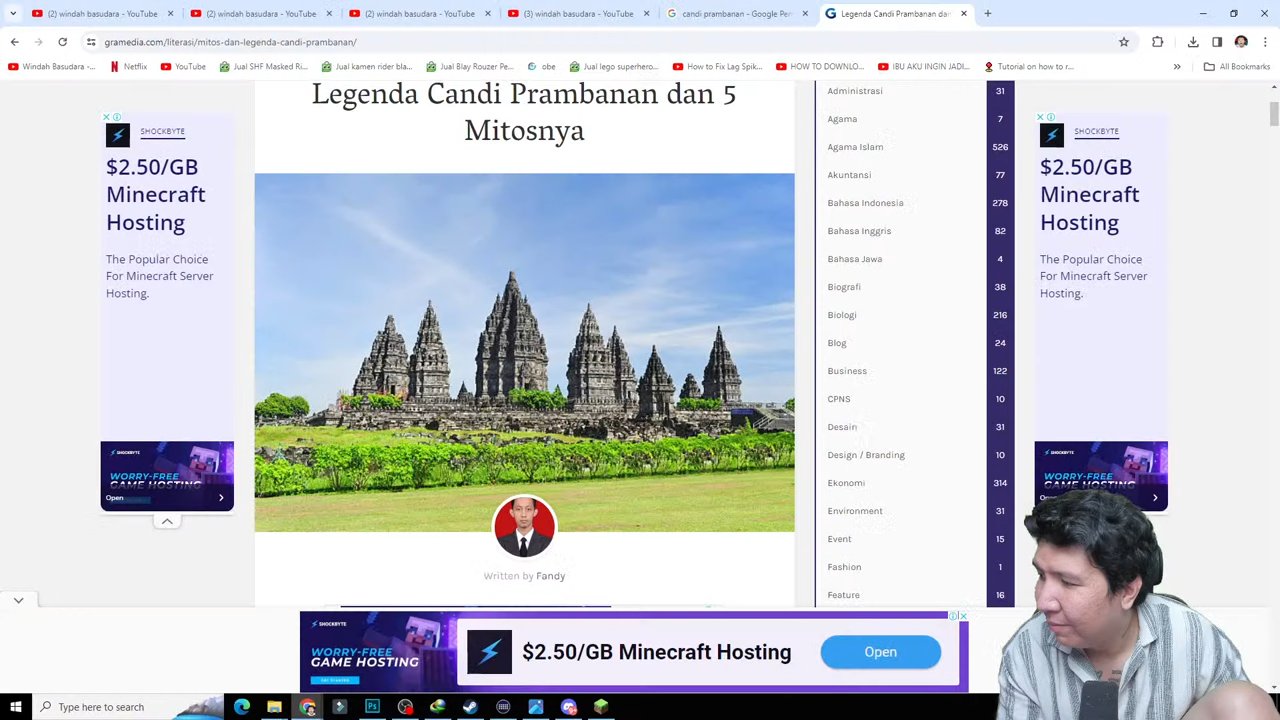 (2) windah basudara - YouTube
(2) windah basudara - YouTube
(2) windah basudara - YouTube
(3) windah basudara - YouTube
candi prambanan - Google Pe
Legenda Candi Prambanan da
gramedia.com/literasi/mitos-dan-legenda-candi-prambanan/
Windah Basudara -...
Netflix
YouTube
Jual SHF Masked Ri...
Jual kamen rider bla...
Jual Blay Rouzer Pe...
obe
Jual lego superhero...
How to Fix Lag Spik...
HOW TO DOWNLO...
IBU AKU INGIN JADI...
Tutorial on how to r...
All Bookmarks
Legenda Candi Prambanan dan 5
Mitosnya
Written by Fandy
SHOCKBYTE
$2.50/GB
Minecraft
Hosting
The Popular Choice
For Minecraft Server
Hosting.
SHOCKBYTE
WORRY-FREE
GAME HOSTING
Open
Administrasi 31
Agama 7
Agama Islam 526
Akuntansi 77
Bahasa Indonesia 278
Bahasa Inggris 82
Bahasa Jawa 4
Biografi 38
Biologi 216
Blog 24
Business 122
CPNS 10
Desain 31
Design / Branding 10
Ekonomi 314
Environment 31
Event 15
Fashion 1
Feature 16
SHOCKBYTE
$2.50/GB
Minecraft
Hosting
The Popular Choice
For Minecraft Server
Hosting.
SHOCKBYTE
WORRY-FREE
SHOCKBYTE
WORRY-FREE
GAME HOSTING
$2.50/GB Minecraft Hosting
Open
Type here to search